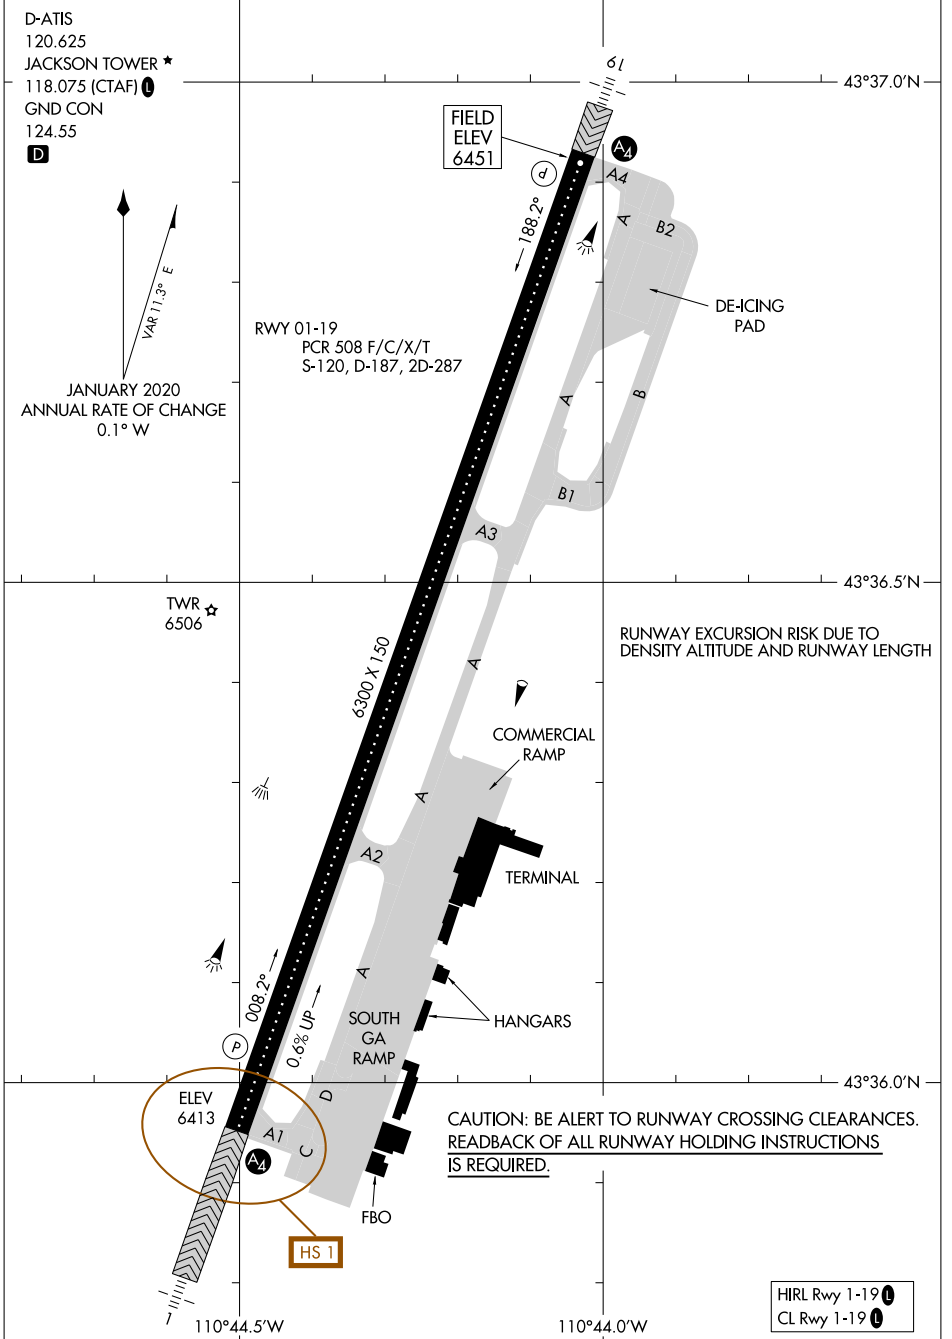 D-ATIS
120.625
JACKSON TOWER ★
118.075 (CTAF) L
GND CON
124.55
D
VAR 11.3° E
JANUARY 2020
ANNUAL RATE OF CHANGE
0.1° W
19
43°37.0'N
FIELD
ELEV
6451
A4
P
A4
A
B2
188.2°
DE-ICING
PAD
RWY 01-19
PCR 508 F/C/X/T
S-120, D-187, 2D-287
A
B
B1
A3
43°36.5'N
TWR
6506
RUNWAY EXCURSION RISK DUE TO
DENSITY ALTITUDE AND RUNWAY LENGTH
6300 X 150
A
COMMERCIAL
RAMP
A
A2
TERMINAL
A
008.2°
0.6% UP
SOUTH
GA
RAMP
HANGARS
P
43°36.0'N
ELEV
6413
D
A1
C
A4
CAUTION: BE ALERT TO RUNWAY CROSSING CLEARANCES.
READBACK OF ALL RUNWAY HOLDING INSTRUCTIONS
IS REQUIRED.
FBO
HS 1
1
HIRL Rwy 1-19 L
CL Rwy 1-19 L
110°44.5'W
110°44.0'W